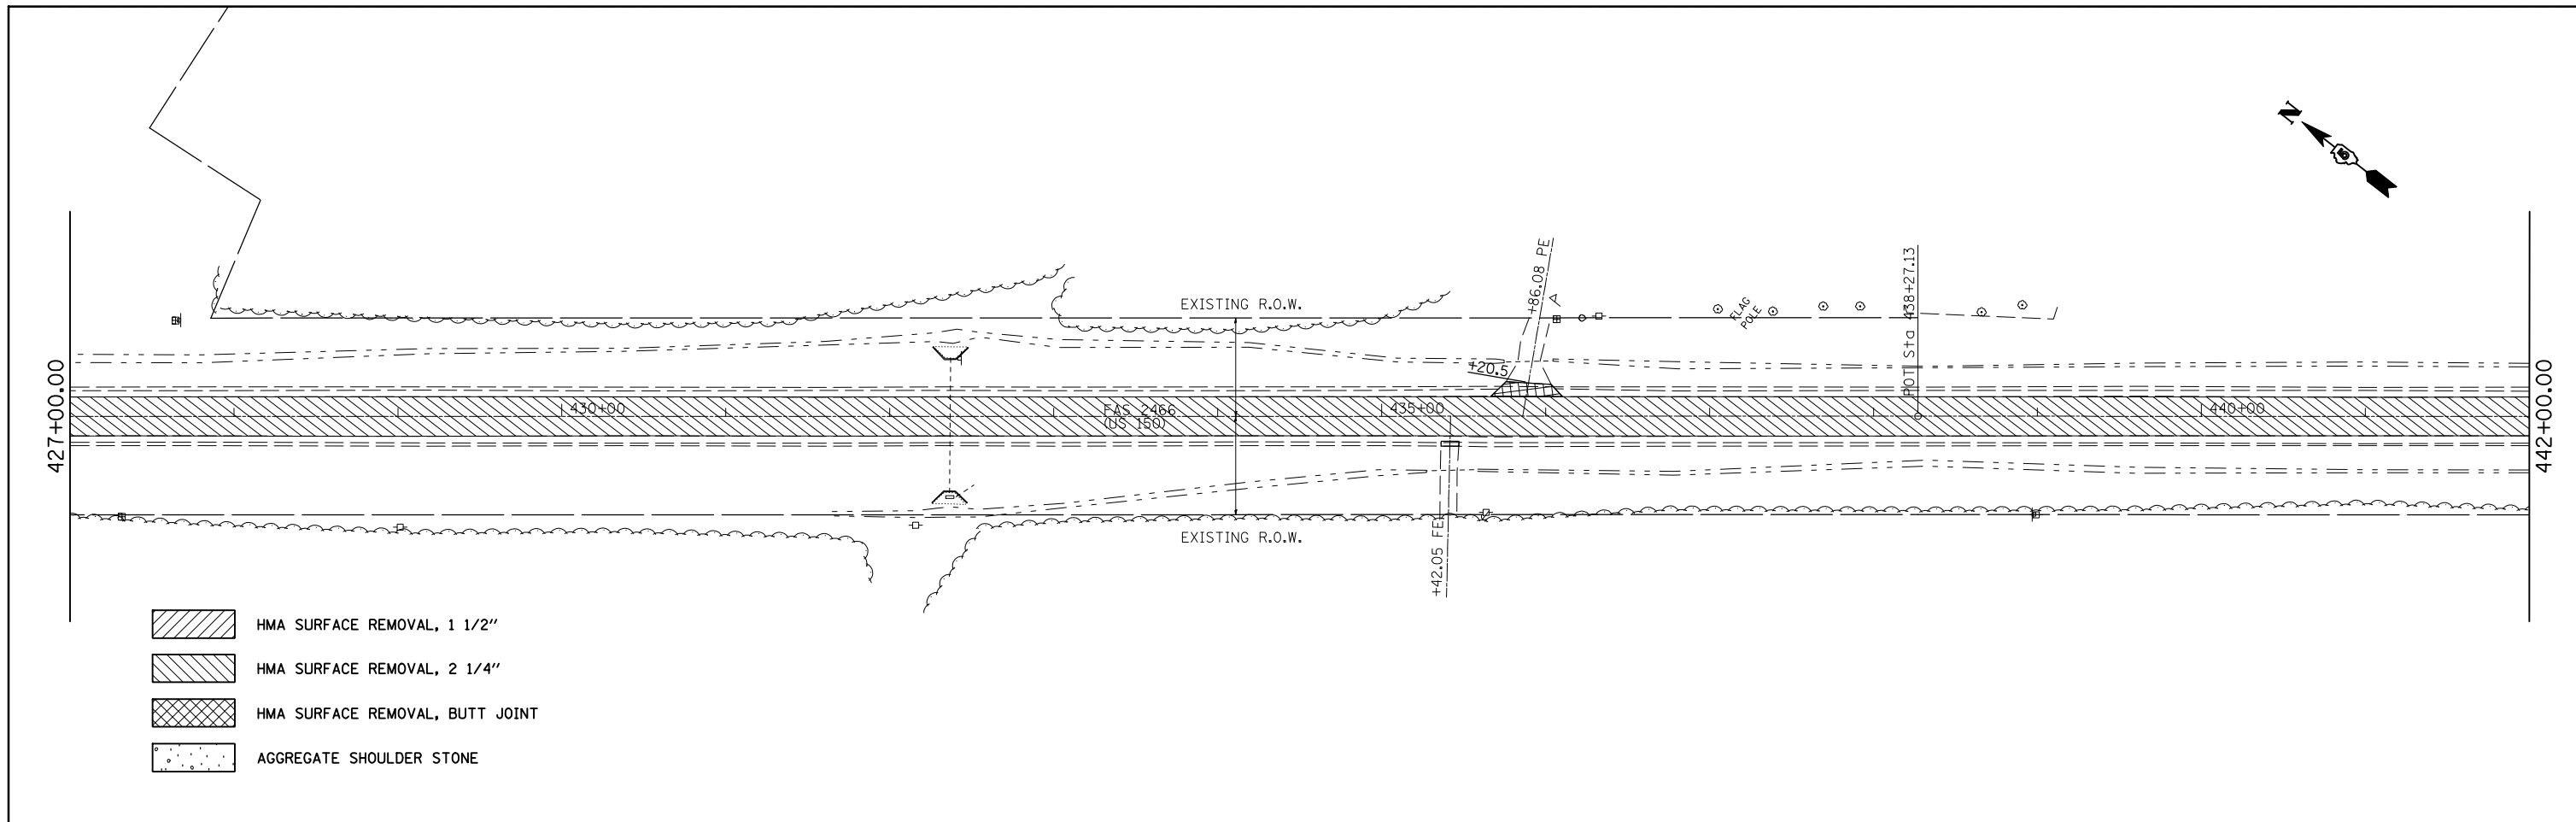 N
5
EXISTING R.O.W.
+86.08 PE
FLAG
POLE
POT Sta 438+27.13
+20.5
427+00.00
430+00
FAS 2466
(US 150)
435+00
440+00
442+00.00
EXISTING R.O.W.
+42.05 FE
HMA SURFACE REMOVAL, 1 1/2"
HMA SURFACE REMOVAL, 2 1/4"
HMA SURFACE REMOVAL, BUTT JOINT
AGGREGATE SHOULDER STONE